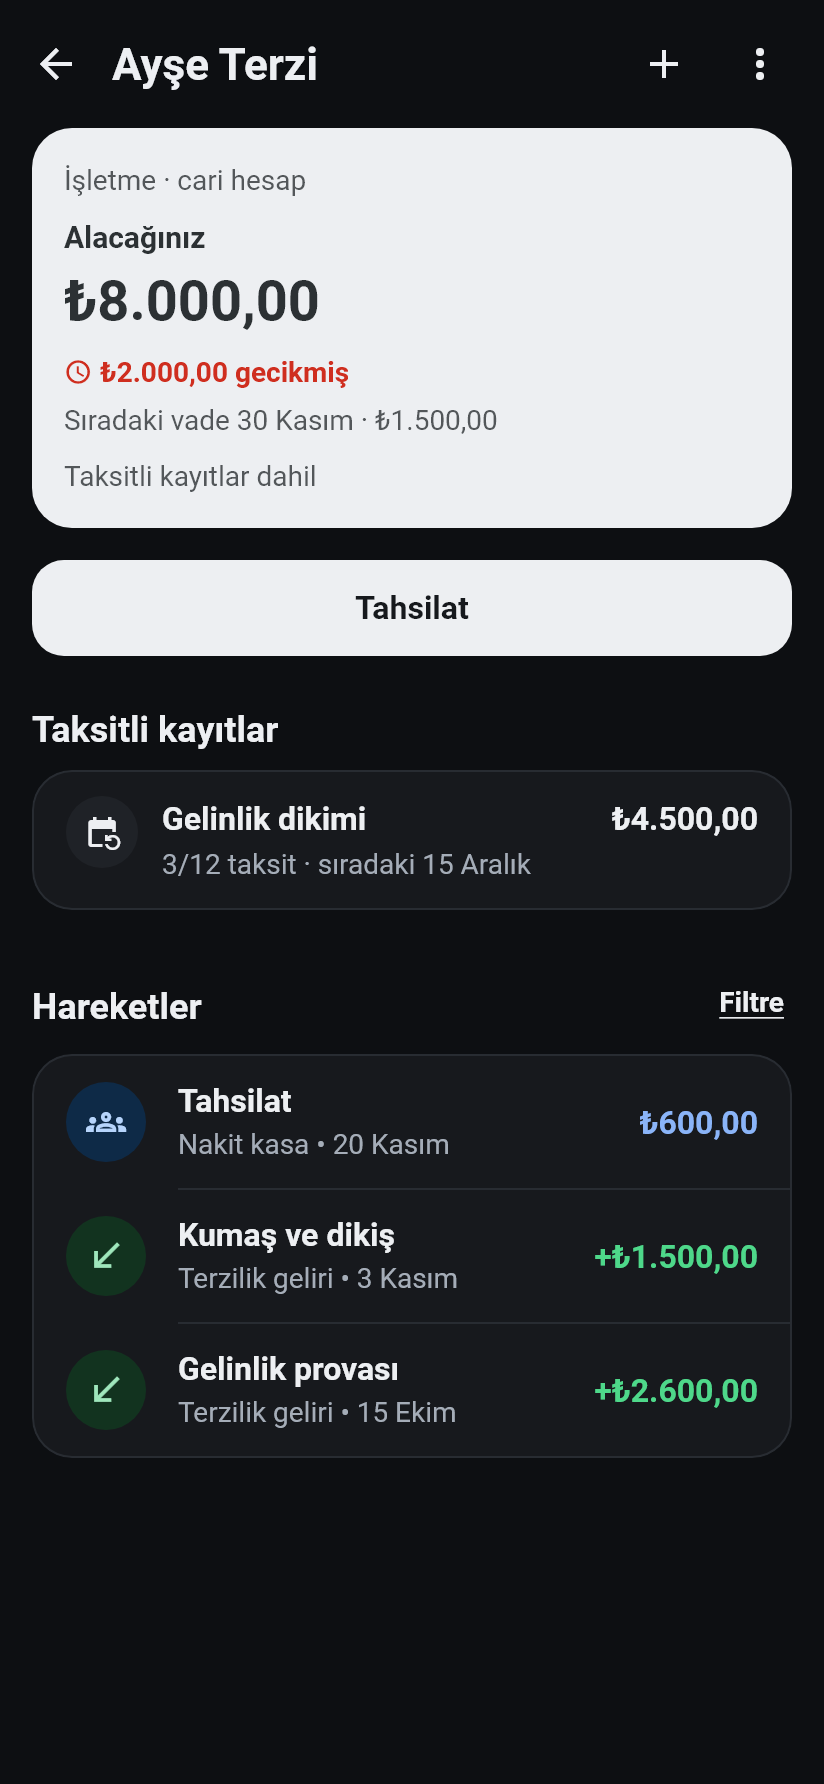 Ayşe Terzi
İşletme · cari hesap
Alacağınız
₺8.000,00
₺2.000,00 gecikmiş
Sıradaki vade 30 Kasım · ₺1.500,00
Taksitli kayıtlar dahil
Tahsilat
Taksitli kayıtlar
Gelinlik dikimi ₺4.500,00
3/12 taksit · sıradaki 15 Aralık
Hareketler Filtre
Tahsilat ₺600,00
Nakit kasa • 20 Kasım
Kumaş ve dikiş +₺1.500,00
Terzilik geliri • 3 Kasım
Gelinlik provası +₺2.600,00
Terzilik geliri • 15 Ekim